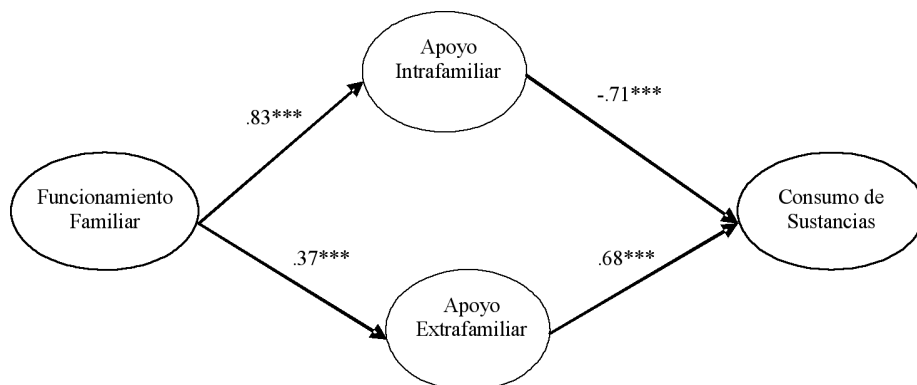 Apoyo
Intrafamiliar
.83***
-.71***
Funcionamiento
Familiar
Consumo de
Sustancias
.37***
.68***
Apoyo
Extrafamiliar